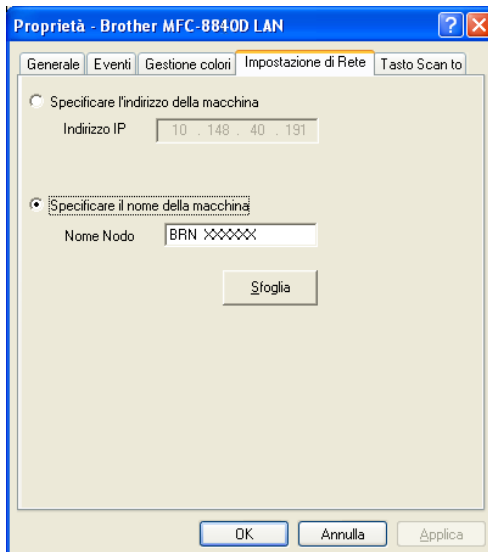 Proprietà - Brother MFC-8840D LAN
Generale Eventi Gestione colori Impostazione di Rete Tasto Scan to
Specificare l'indirizzo della macchina
Indirizzo IP 10 . 148 . 40 . 191
Specificare il nome della macchina
Nome Nodo BRN XXXXXX
Sfoglia
OK Annulla Applica